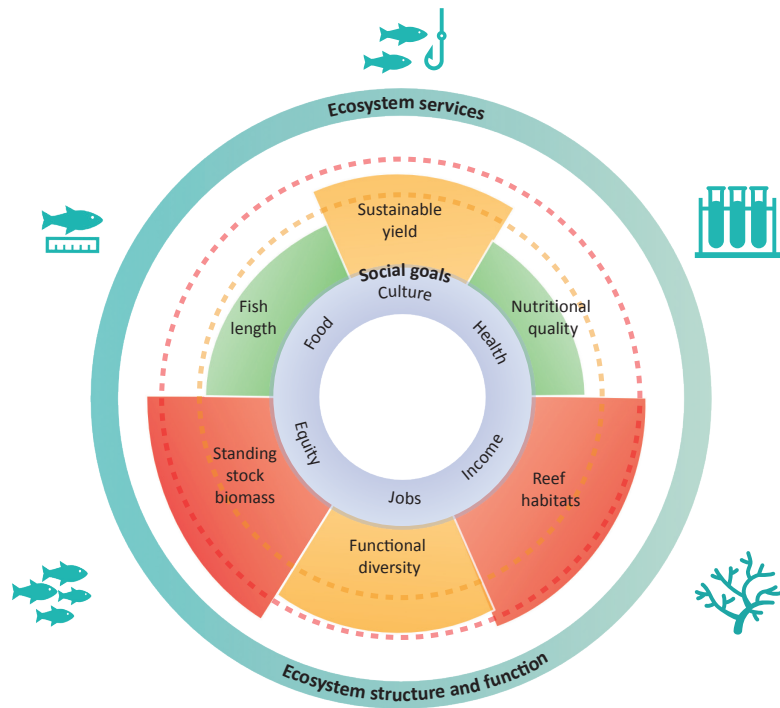 Ecosystem services
Sustainable
yield
Social goals
Culture
Fish
length
Food
Health
Nutritional
quality
Standing
stock
biomass
Equity
Income
Reef
habitats
Jobs
Functional
diversity
Ecosystem structure and function